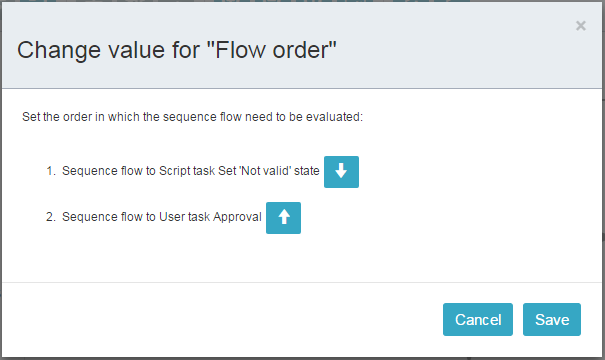 Change value for "Flow order"
×
Set the order in which the sequence flow need to be evaluated:
1. Sequence flow to Script task Set 'Not valid' state
2. Sequence flow to User task Approval
Cancel Save